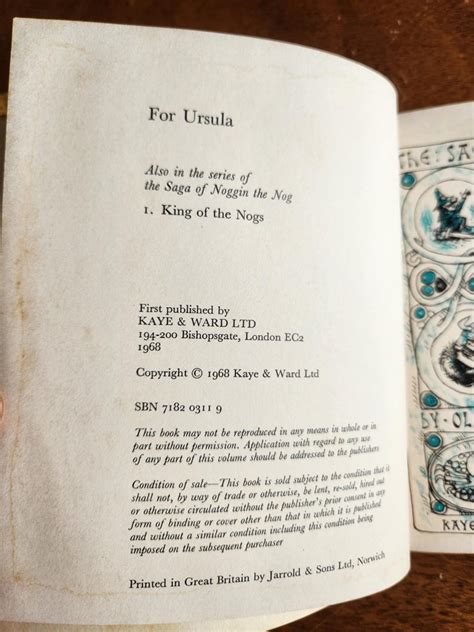 For Ursula
Also in the series of
the Saga of Noggin the Nog
1. King of the Nogs
First published by
KAYE & WARD LTD
194-200 Bishopsgate, London EC2
1968
Copyright © 1968 Kaye & Ward Ltd
SBN 7182 0311 9
This book may not be reproduced in any means in whole or in
part without permission. Application with regard to any use
of any part of this volume should be addressed to the publishers
Condition of sale—This book is sold subject to the condition that it
shall not, by way of trade or otherwise, be lent, re-sold, hired out
or otherwise circulated without the publisher's prior consent in any
form of binding or cover other than that in which it is published
and without a similar condition including this condition being
imposed on the subsequent purchaser
Printed in Great Britain by Jarrold & Sons Ltd, Norwich
THE: SA
BY·OL
KAYE